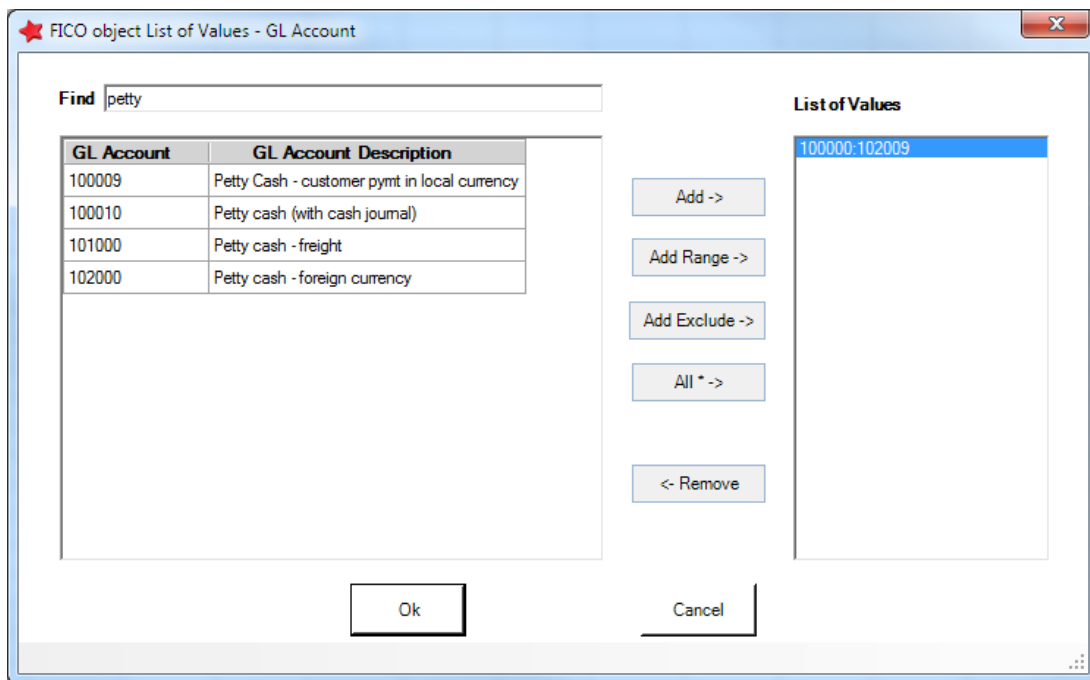 FICO object List of Values - GL Account
x
Find petty
List of Values
GL Account GL Account Description
100009 Petty Cash - customer pymt in local currency
100010 Petty cash (with cash journal)
101000 Petty cash - freight
102000 Petty cash - foreign currency
100000:102009
Add ->
Add Range ->
Add Exclude ->
All * ->
<- Remove
Ok
Cancel